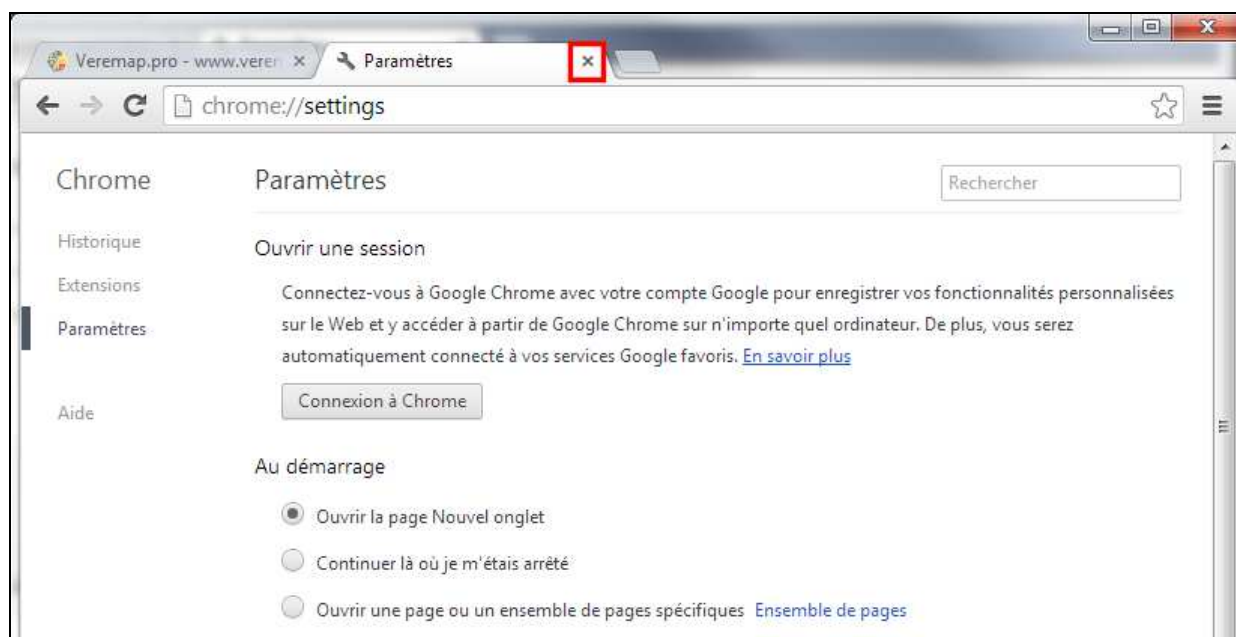 Veremap.pro - www.verem
Paramètres
chrome://settings
Chrome
Paramètres
Rechercher
Historique
Extensions
Paramètres
Aide
Ouvrir une session
Connectez-vous à Google Chrome avec votre compte Google pour enregistrer vos fonctionnalités personnalisées
sur le Web et y accéder à partir de Google Chrome sur n'importe quel ordinateur. De plus, vous serez
automatiquement connecté à vos services Google favoris. En savoir plus
Connexion à Chrome
Au démarrage
Ouvrir la page Nouvel onglet
Continuer là où je m'étais arrêté
Ouvrir une page ou un ensemble de pages spécifiques Ensemble de pages